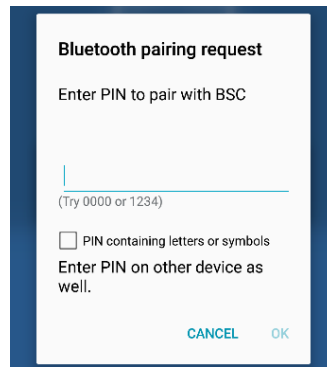 Bluetooth pairing request
Enter PIN to pair with BSC
(Try 0000 or 1234)
PIN containing letters or symbols
Enter PIN on other device as
well.
CANCEL OK